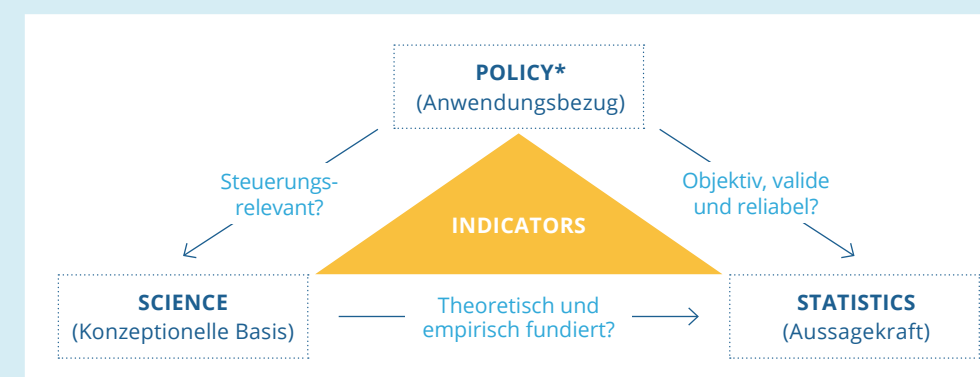 POLICY*
(Anwendungsbezug)
Steuerungs-
relevant?
Objektiv, valide
und reliabel?
INDICATORS
SCIENCE
(Konzeptionelle Basis)
Theoretisch und
empirisch fundiert?
STATISTICS
(Aussagekraft)